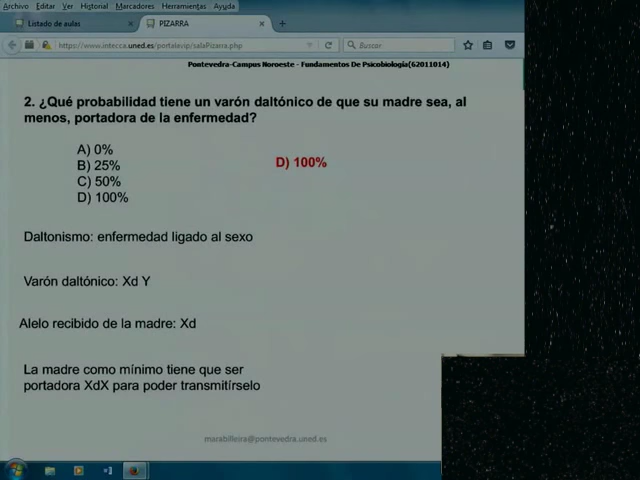 Archivo Editar Ver Historial Marcadores Herramientas Ayuda
Listado de aulas
PIZARRA
https://www.intecca.uned.es/portalavip/salaPizarra.php
Buscar
Pontevedra-Campus Noroeste - Fundamentos De Psicobiología(62011014)
2. ¿Qué probabilidad tiene un varón daltónico de que su madre sea, al
menos, portadora de la enfermedad?
A) 0%
B) 25%
C) 50%
D) 100%
D) 100%
Daltonismo: enfermedad ligado al sexo
Varón daltónico: Xd Y
Alelo recibido de la madre: Xd
La madre como mínimo tiene que ser
portadora XdX para poder transmitírselo
marabilleira@pontevedra.uned.es